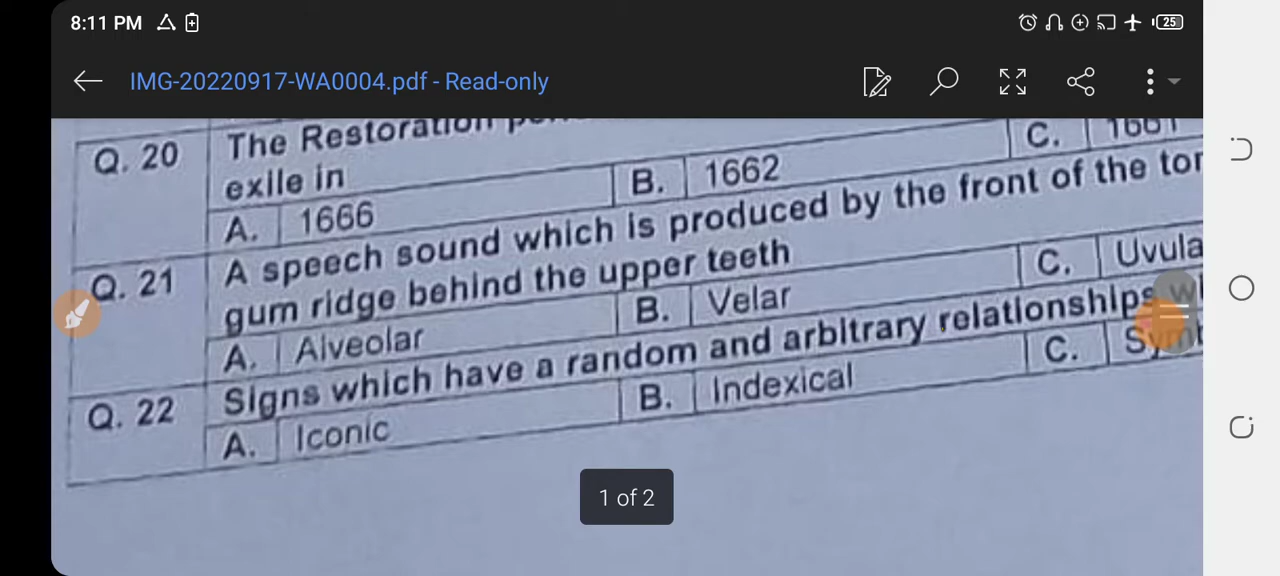 8:11 PM
25
IMG-20220917-WA0004.pdf - Read-only
Q. 20 The Restoration
exile in
A. 1666 B. 1662 C.
Q. 21 A speech sound which is produced by the front of the
gum ridge behind the upper teeth
A. Alveolar B. Velar C. Uvula
Q. 22 Signs which have a random and arbitrary relationships
A. Iconic B. Indexical C. Symb
1 of 2